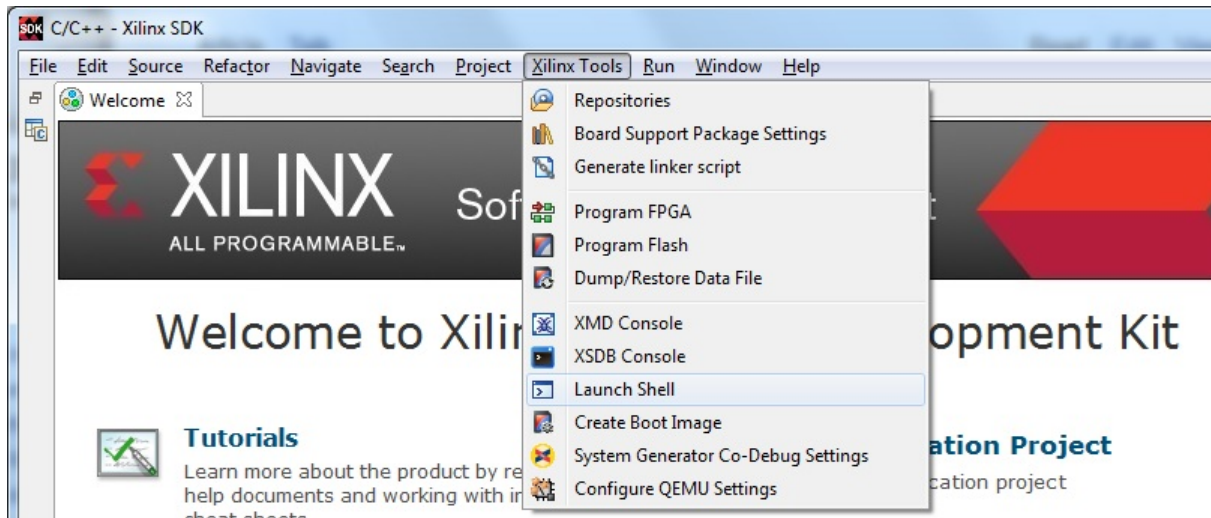 SDK C/C++ - Xilinx SDK
File Edit Source Refactor Navigate Search Project Xilinx Tools Run Window Help
Welcome
Repositories
Board Support Package Settings
Generate linker script
Program FPGA
Program Flash
Dump/Restore Data File
XMD Console
XSDB Console
Launch Shell
Create Boot Image
System Generator Co-Debug Settings
Configure QEMU Settings
XILINX
ALL PROGRAMMABLE™
Sof
Welcome to Xilin
opment Kit
Tutorials
Learn more about the product by re
help documents and working with in
ation Project
cation project